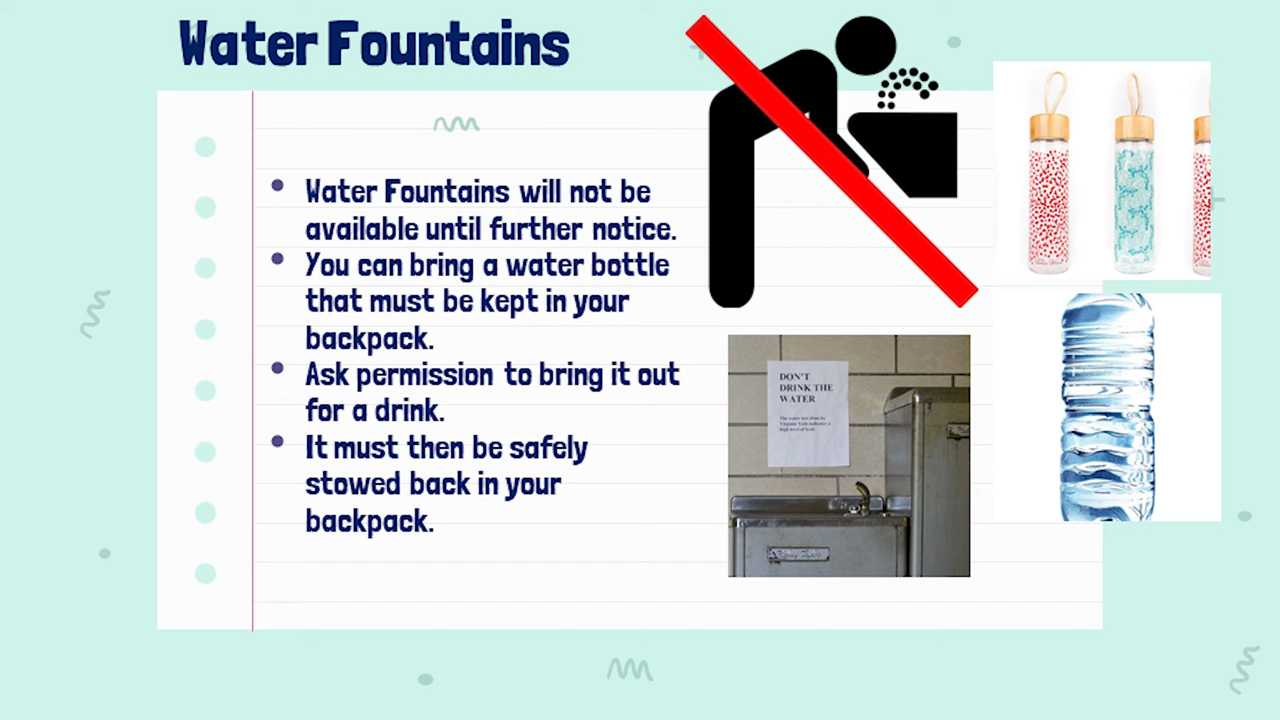 Water Fountains
Water Fountains will not be
available until further notice.
You can bring a water bottle
that must be kept in your
backpack.
Ask permission to bring it out
for a drink.
It must then be safely
stowed back in your
backpack.
DON'T
DRINK THE
WATER